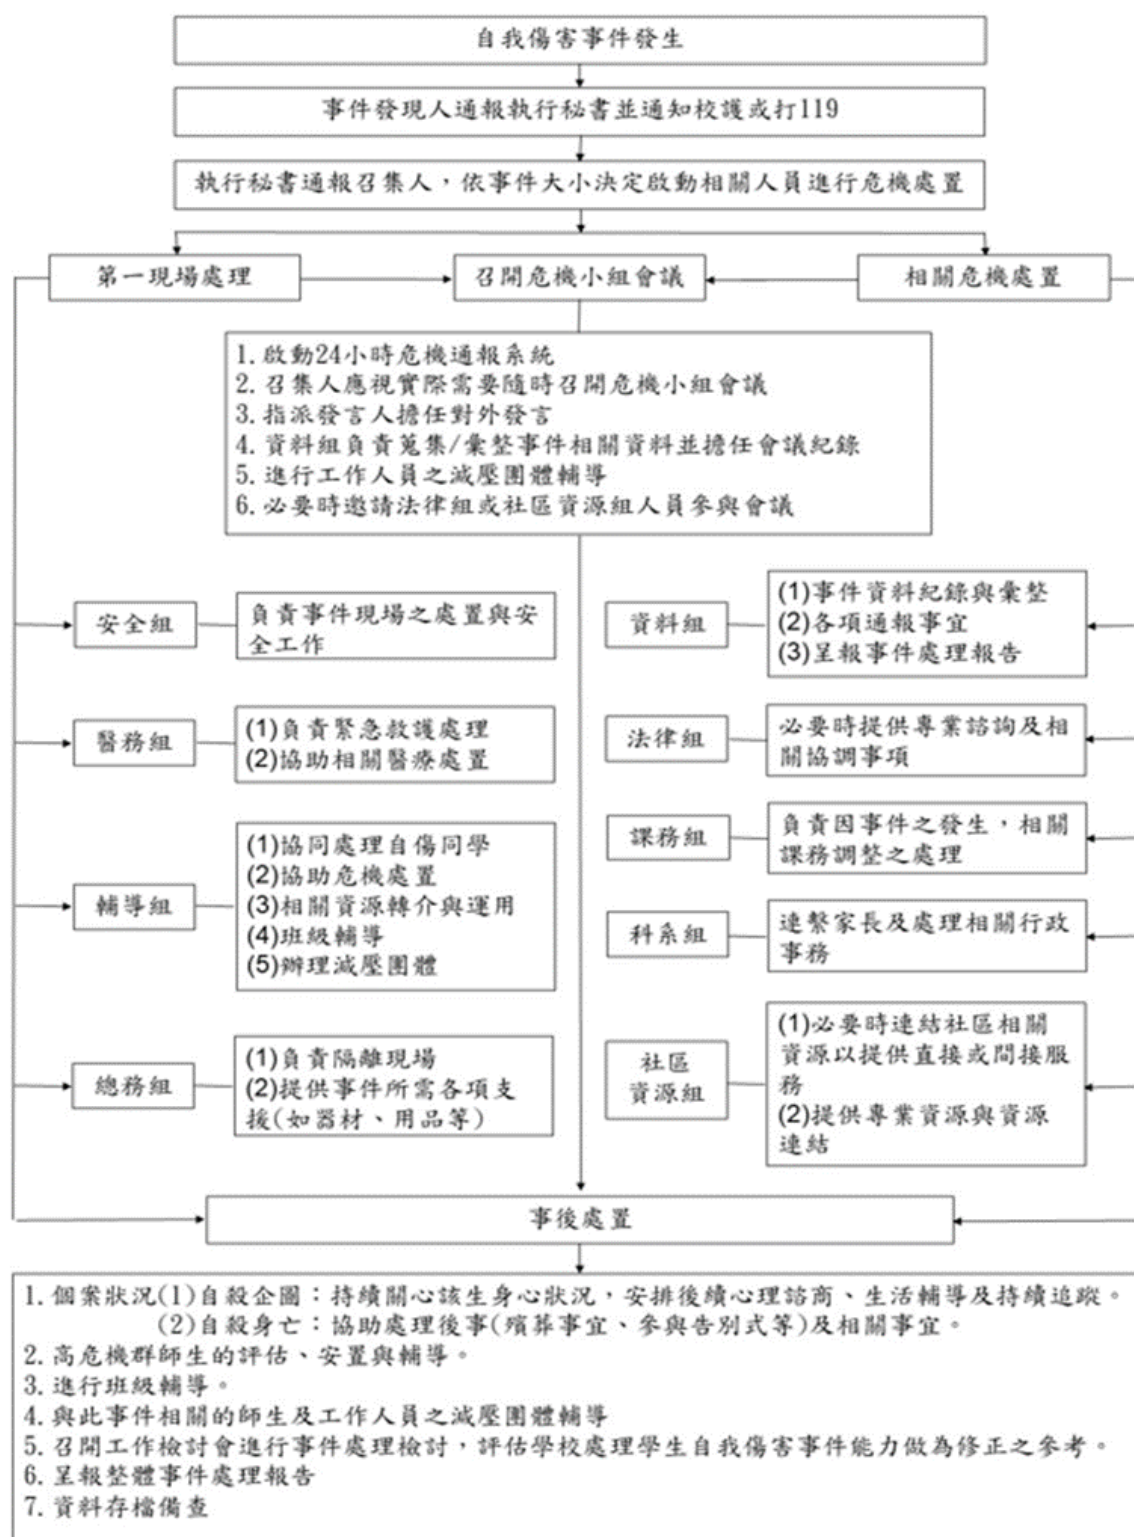 自我傷害事件發生
事件發現人通報執行秘書並通知校護或打119
執行秘書通報召集人，依事件大小決定啟動相關人員進行危機處置
第一現場處理
召開危機小組會議
相關危機處置
1. 啟動24小時危機通報系統
2. 召集人應視實際需要隨時召開危機小組會議
3. 指派發言人擔任對外發言
4. 資料組負責蒐集/彙整事件相關資料並擔任會議紀錄
5. 進行工作人員之減壓團體輔導
6. 必要時邀請法律組或社區資源組人員參與會議
安全組
負責事件現場之處置與安
全工作
醫務組
(1)負責緊急救護處理
(2)協助相關醫療處置
輔導組
(1)協同處理自傷同學
(2)協助危機處置
(3)相關資源轉介與運用
(4)班級輔導
(5)辦理減壓團體
總務組
(1)負責隔離現場
(2)提供事件所需各項支
援(如器材、用品等)
資料組
(1)事件資料紀錄與彙整
(2)各項通報事宜
(3)呈報事件處理報告
法律組
必要時提供專業諮詢及相
關協調事項
課務組
負責因事件之發生，相關
課務調整之處理
科系組
連繫家長及處理相關行政
事務
社區
資源組
(1)必要時連結社區相關
資源以提供直接或間接服
務
(2)提供專業資源與資源
連結
事後處置
1. 個案狀況(1)自殺企圖：持續關心該生身心狀況，安排後續心理諮商、生活輔導及持續追蹤。
(2)自殺身亡：協助處理後事(殯葬事宜、參與告別式等)及相關事宜。
2. 高危機群師生的評估、安置與輔導。
3. 進行班級輔導。
4. 與此事件相關的師生及工作人員之減壓團體輔導
5. 召開工作檢討會進行事件處理檢討，評估學校處理學生自我傷害事件能力做為修正之參考。
6. 呈報整體事件處理報告
7. 資料存檔備查